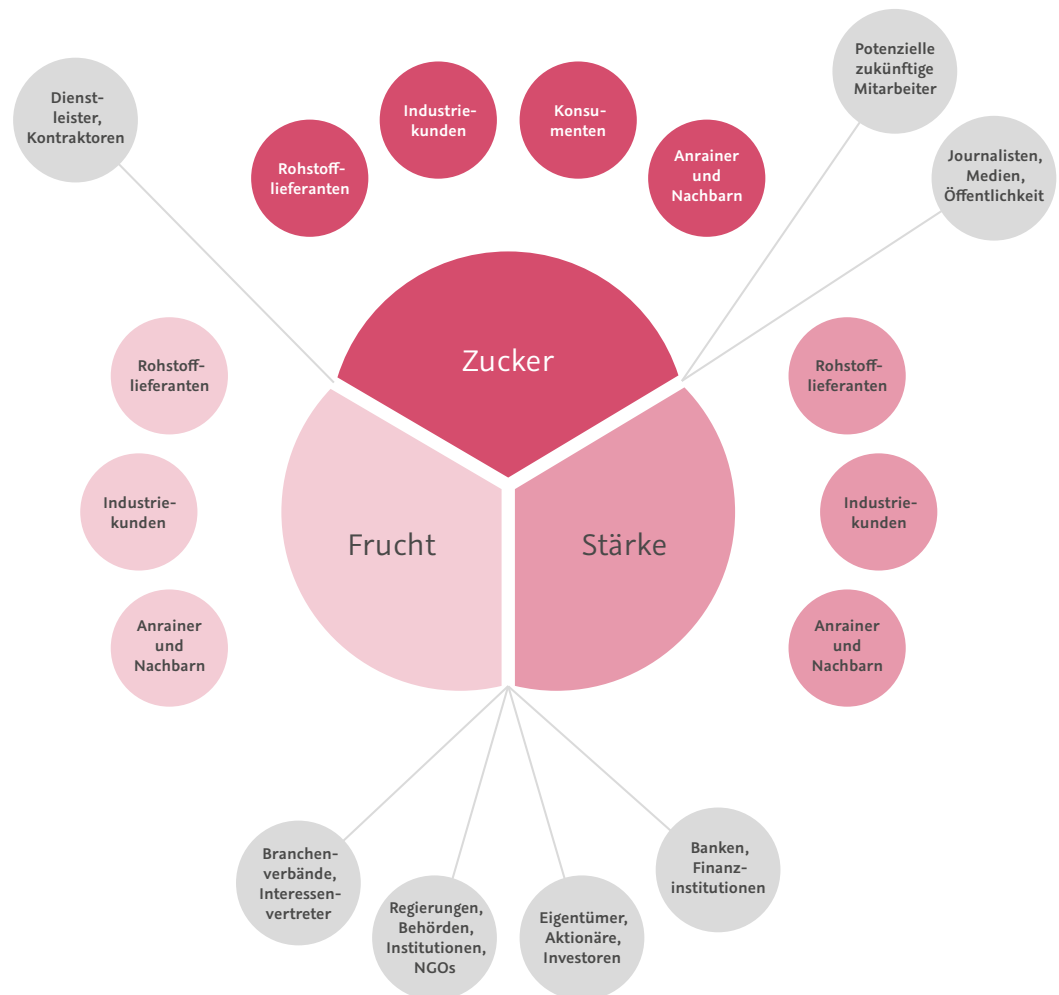 Potenzielle
zukünftige
Mitarbeiter
Dienst-
leister,
Kontraktoren
Industrie-
kunden
Konsu-
menten
Rohstoff-
lieferanten
Anrainer
und
Nachbarn
Journalisten,
Medien,
Öffentlichkeit
Zucker
Rohstoff-
lieferanten
Rohstoff-
lieferanten
Industrie-
kunden
Frucht
Stärke
Industrie-
kunden
Anrainer
und
Nachbarn
Anrainer
und
Nachbarn
Branchen-
verbände,
Interessen-
vertreter
Regierungen,
Behörden,
Institutionen,
NGOs
Eigentümer,
Aktionäre,
Investoren
Banken,
Finanz-
institutionen